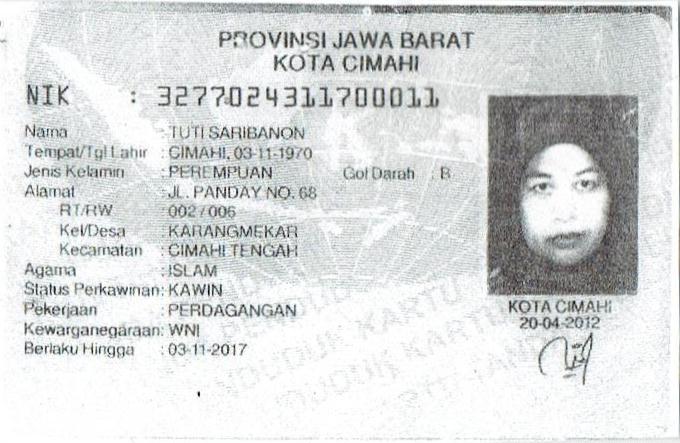 PROVINSI JAWA BARAT
KOTA CIMAHI
NIK : 3277024311700011
Nama : TUTI SARIBANON
Tempat/Tgl Lahir : CIMAHI, 03-11-1970
Jenis Kelamin : PEREMPUAN Gol Darah : B
Alamat : JL. PANDAY NO. 68
RT/RW : 002 / 006
Kel/Desa : KARANGMEKAR
Kecamatan : CIMAHI TENGAH
Agama : ISLAM
Status Perkawinan : KAWIN
Pekerjaan : PERDAGANGAN
Kewarganegaraan : WNI
Berlaku Hingga : 03-11-2017
KOTA CIMAHI
20-04-2012